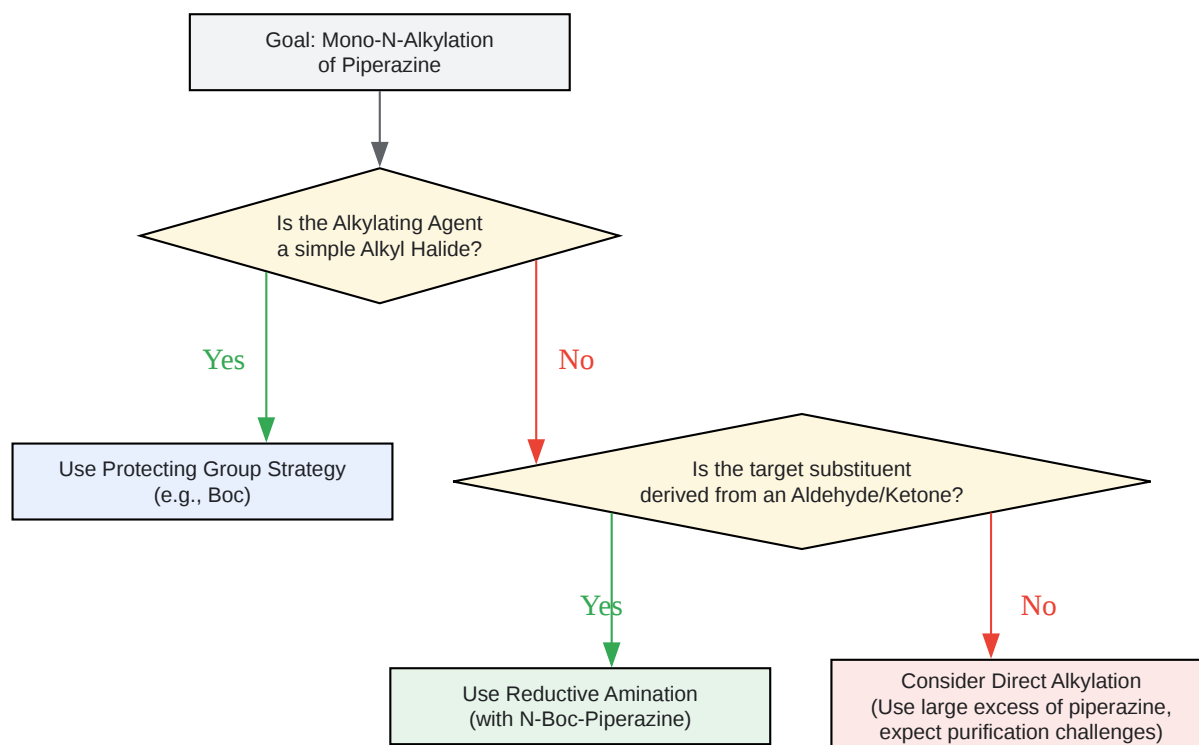 Goal: Mono-N-Alkylation
of Piperazine
Is the Alkylating Agent
a simple Alkyl Halide?
Yes
No
Use Protecting Group Strategy
(e.g., Boc)
Is the target substituent
derived from an Aldehyde/Ketone?
Yes
No
Use Reductive Amination
(with N-Boc-Piperazine)
Consider Direct Alkylation
(Use large excess of piperazine,
expect purification challenges)